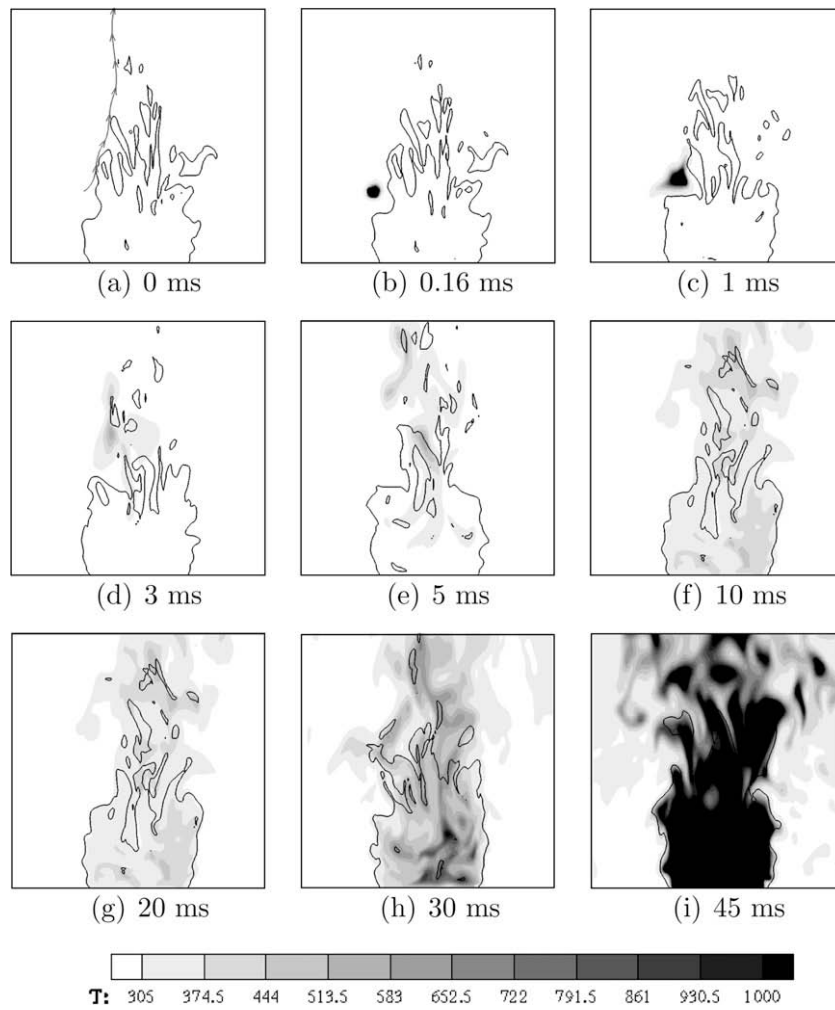 (a) 0 ms
(b) 0.16 ms
(c) 1 ms
(d) 3 ms
(e) 5 ms
(f) 10 ms
(g) 20 ms
(h) 30 ms
(i) 45 ms
T: 305 374.5 444 513.5 583 652.5 722 791.5 861 930.5 1000